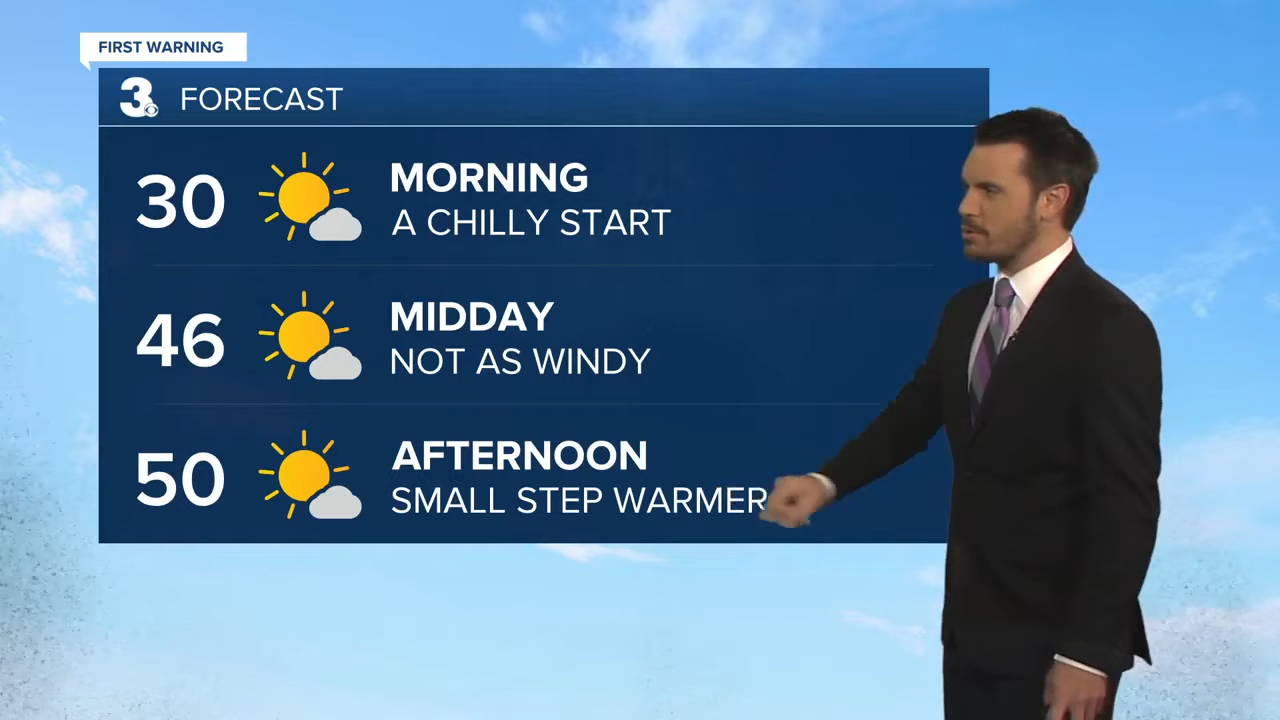 FIRST WARNING
3 FORECAST
30 MORNING
A CHILLY START
46 MIDDAY
NOT AS WINDY
50 AFTERNOON
SMALL STEP WARMER